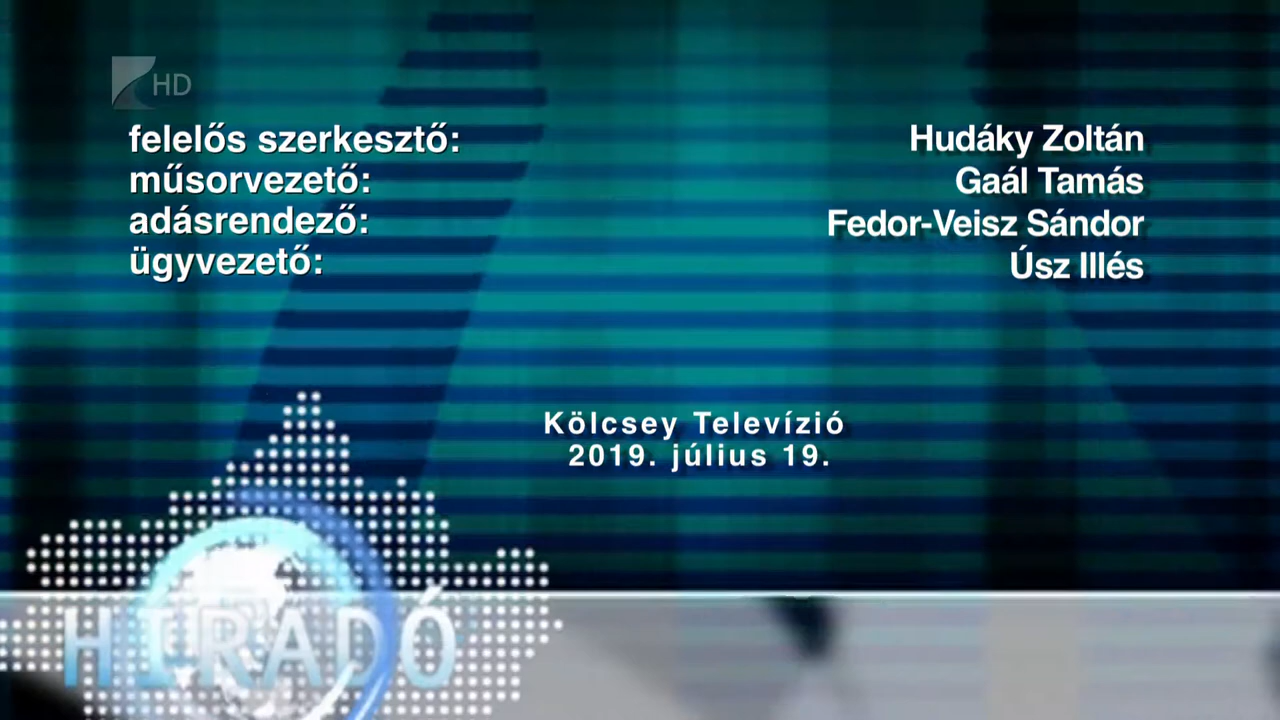 HD
felelős szerkesztő: Hudáky Zoltán
műsorvezető: Gaál Tamás
adásrendező: Fedor-Veisz Sándor
ügyvezető: Úsz Illés
Kölcsey Televízió
2019. július 19.
HÍRADÓ